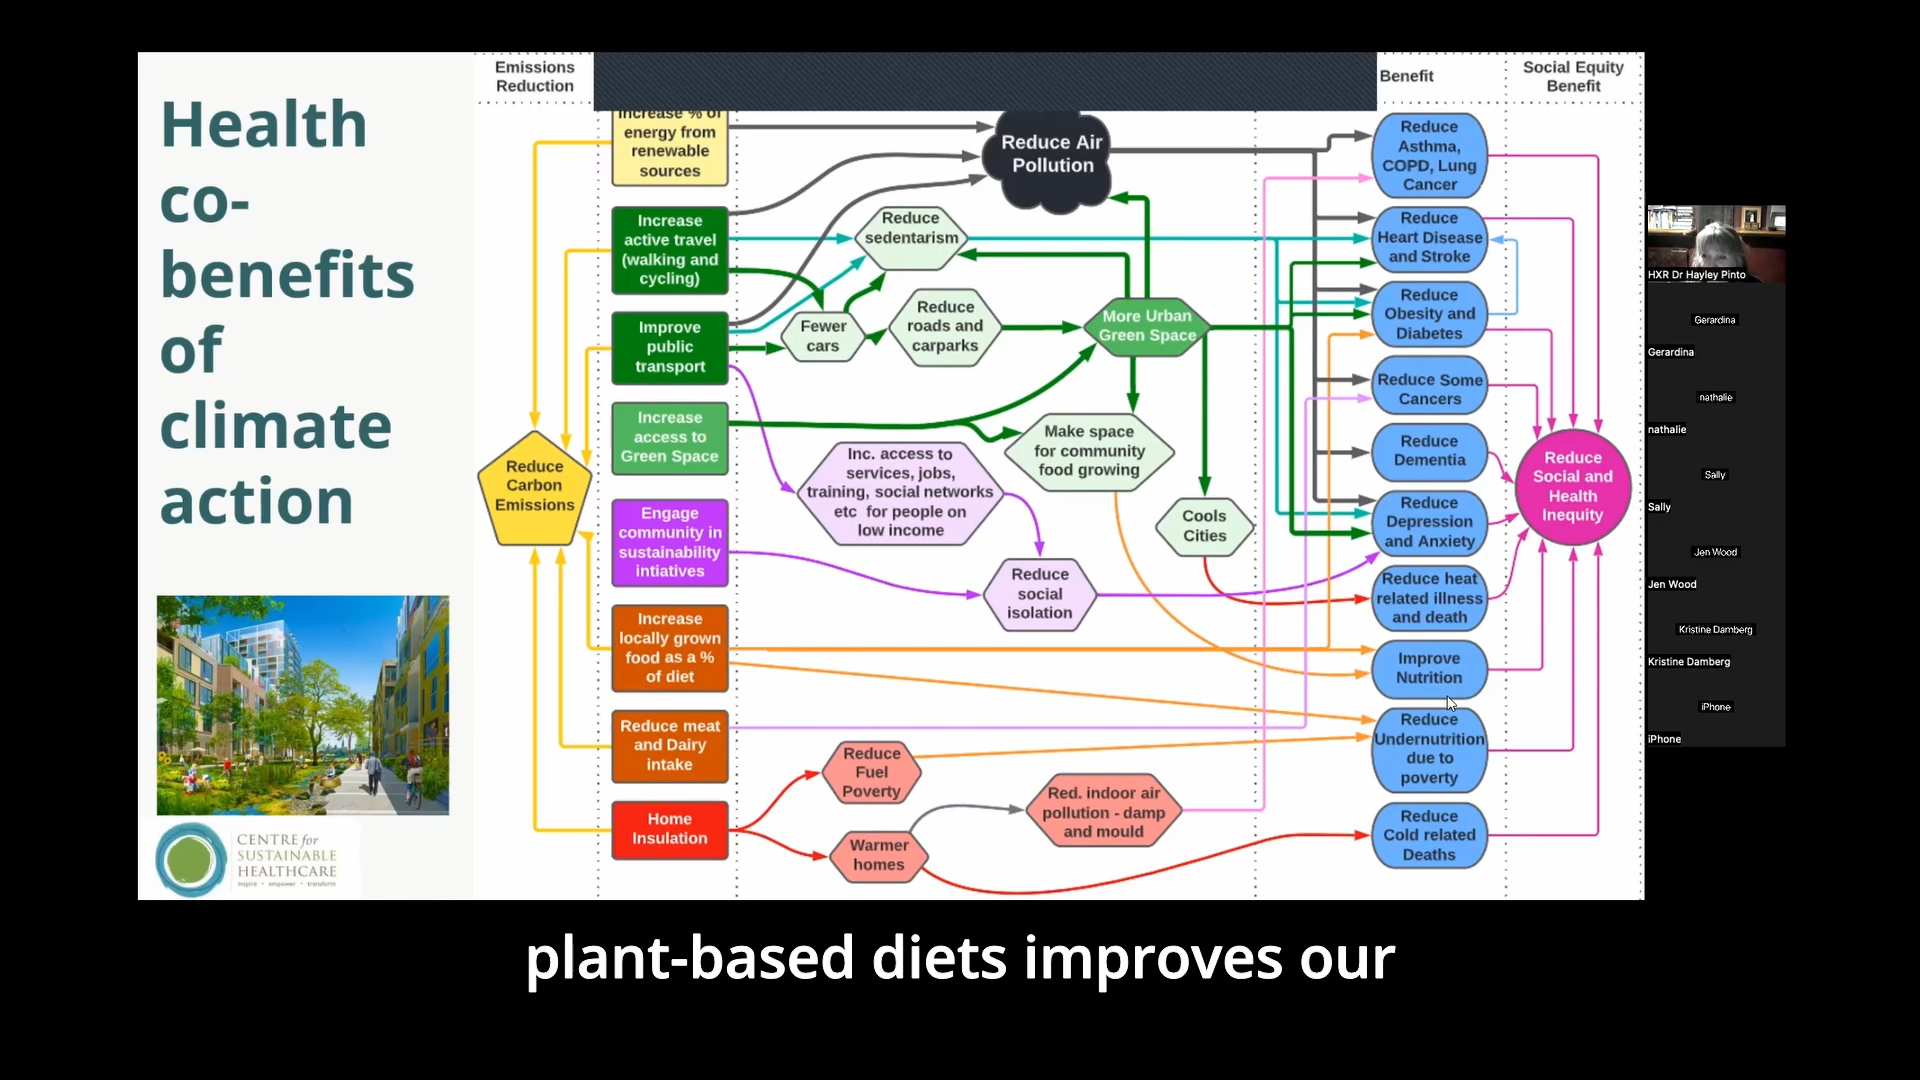 Health
co-
benefits
of
climate
action
CENTRE for
SUSTAINABLE
HEALTHCARE
inspire • empower • transform
Emissions
Reduction
Benefit
Social Equity
Benefit
Reduce
Carbon
Emissions
Increase % of
energy from
renewable
sources
Increase
active travel
(walking and
cycling)
Improve
public
transport
Increase
access to
Green Space
Engage
community in
sustainability
intiatives
Increase
locally grown
food as a %
of diet
Reduce meat
and Dairy
intake
Home
Insulation
Reduce Air
Pollution
Reduce
sedentarism
Fewer
cars
Reduce
roads and
carparks
More Urban
Green Space
Make space
for community
food growing
Inc. access to
services, jobs,
training, social networks
etc for people on
low income
Cools
Cities
Reduce
social
isolation
Reduce
Fuel
Poverty
Warmer
homes
Red. indoor air
pollution - damp
and mould
Reduce
Asthma,
COPD, Lung
Cancer
Reduce
Heart Disease
and Stroke
Reduce
Obesity and
Diabetes
Reduce Some
Cancers
Reduce
Dementia
Reduce
Depression
and Anxiety
Reduce heat
related illness
and death
Improve
Nutrition
Reduce
Undernutrition
due to
poverty
Reduce
Cold related
Deaths
Reduce
Social and
Health
Inequity
HXR Dr Hayley Pinto
Gerardina
Gerardina
nathalie
nathalie
Sally
Sally
Jen Wood
Jen Wood
Kristine Damberg
Kristine Damberg
iPhone
iPhone
plant-based diets improves our